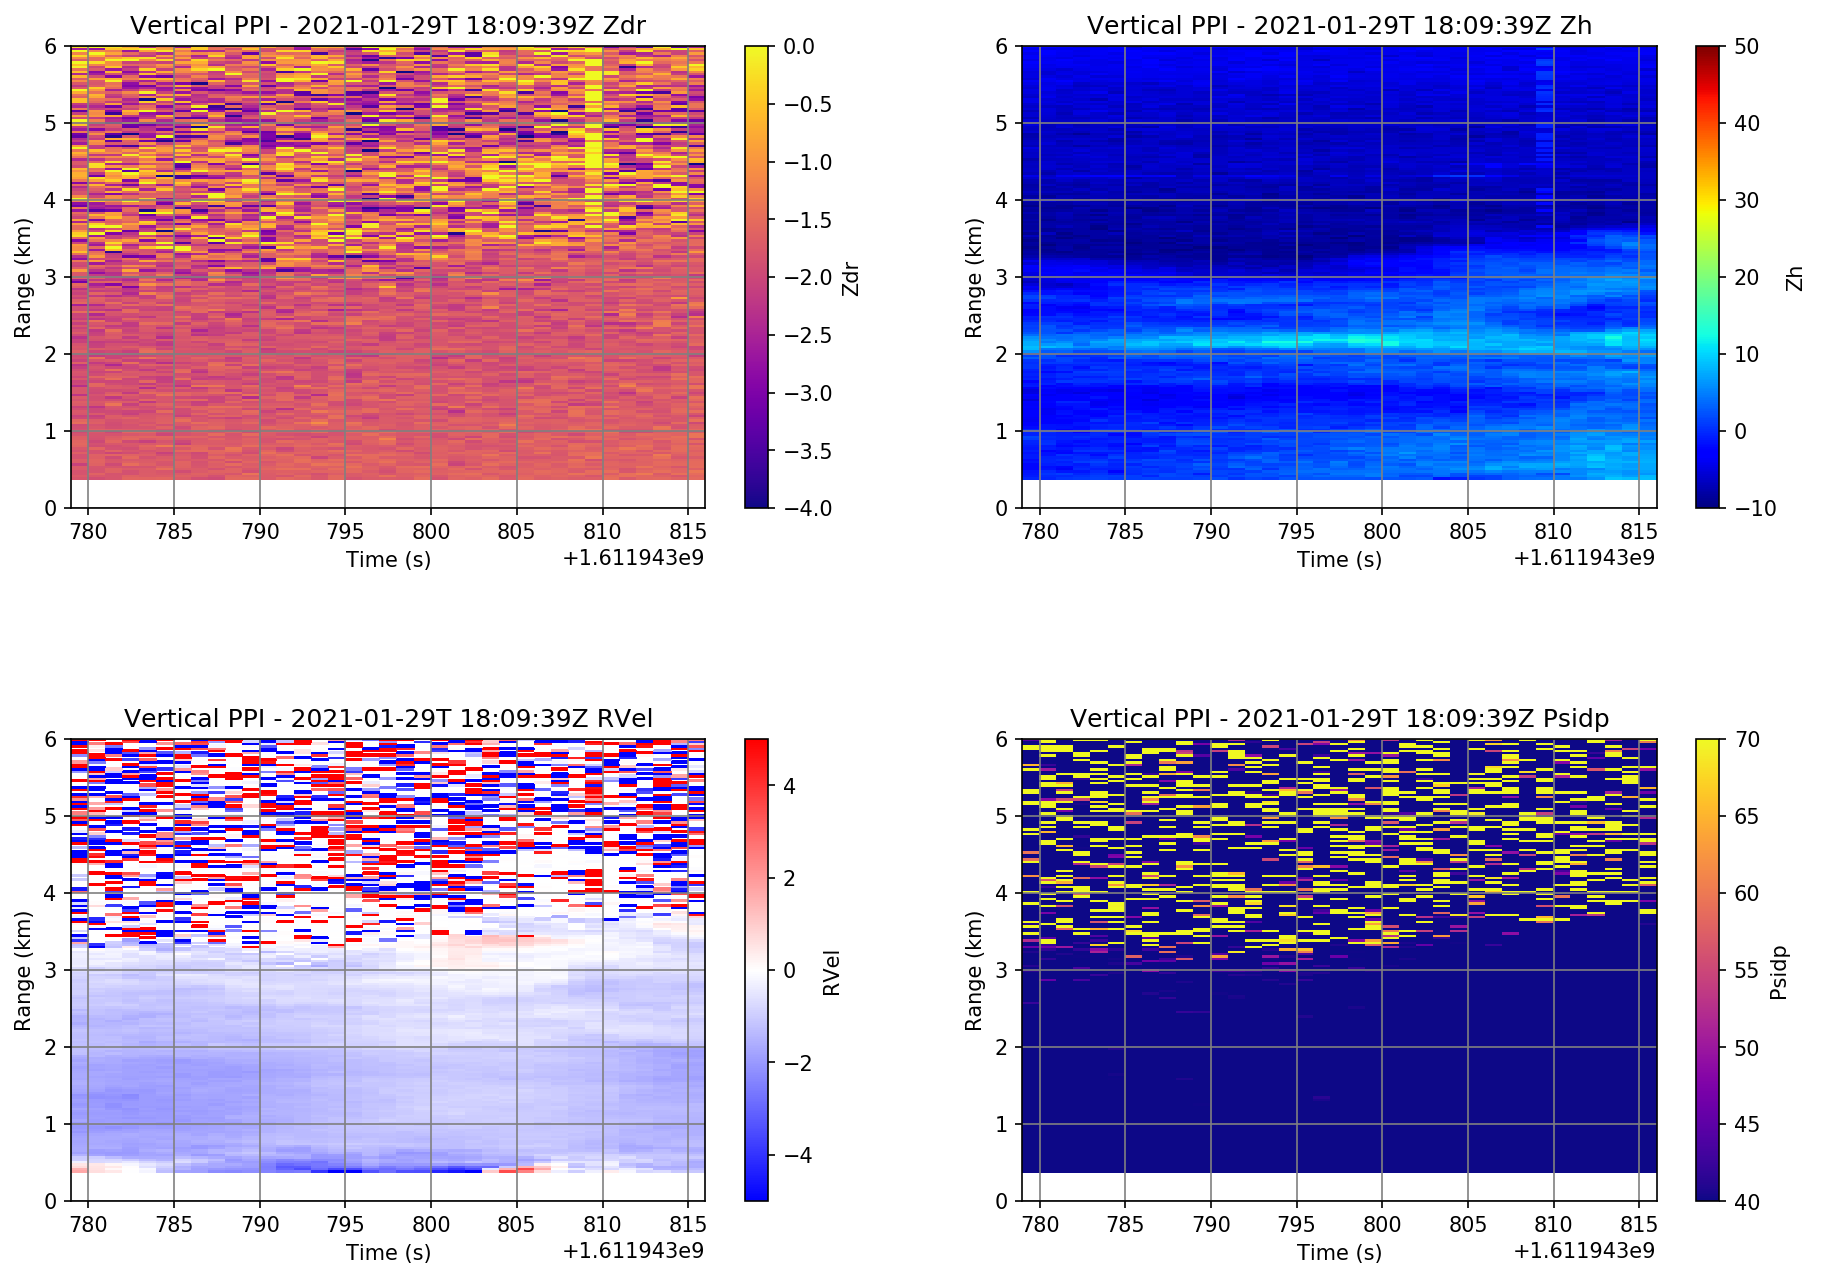 Vertical PPI - 2021-01-29T 18:09:39Z Zdr
6
5
4
3
2
1
0
Range (km)
780 785 790 795 800 805 810 815
Time (s)
+1.611943e9
0.0
−0.5
−1.0
−1.5
−2.0
−2.5
−3.0
−3.5
−4.0
Zdr
Vertical PPI - 2021-01-29T 18:09:39Z Zh
6
5
4
3
2
1
0
Range (km)
780 785 790 795 800 805 810 815
Time (s)
+1.611943e9
50
40
30
20
10
0
−10
Zh
Vertical PPI - 2021-01-29T 18:09:39Z RVel
6
5
4
3
2
1
0
Range (km)
780 785 790 795 800 805 810 815
Time (s)
+1.611943e9
4
2
0
−2
−4
RVel
Vertical PPI - 2021-01-29T 18:09:39Z Psidp
6
5
4
3
2
1
0
Range (km)
780 785 790 795 800 805 810 815
Time (s)
+1.611943e9
70
65
60
55
50
45
40
Psidp